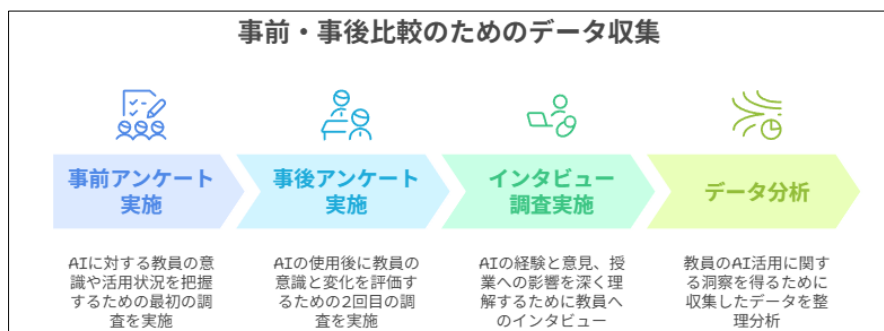 事前・事後比較のためのデータ収集
事前アンケート
実施
AIに対する教員の意
識や活用状況を把握
するための最初の調
査を実施
事後アンケート
実施
AIの使用後に教員の
意識と変化を評価す
るための2回目の調
査を実施
インタビュー
調査実施
AIの経験と意見、授
業への影響を深く理
解するために教員へ
のインタビュー
データ分析
教員のAI活用に関す
る洞察を得るために
収集したデータを整
理分析